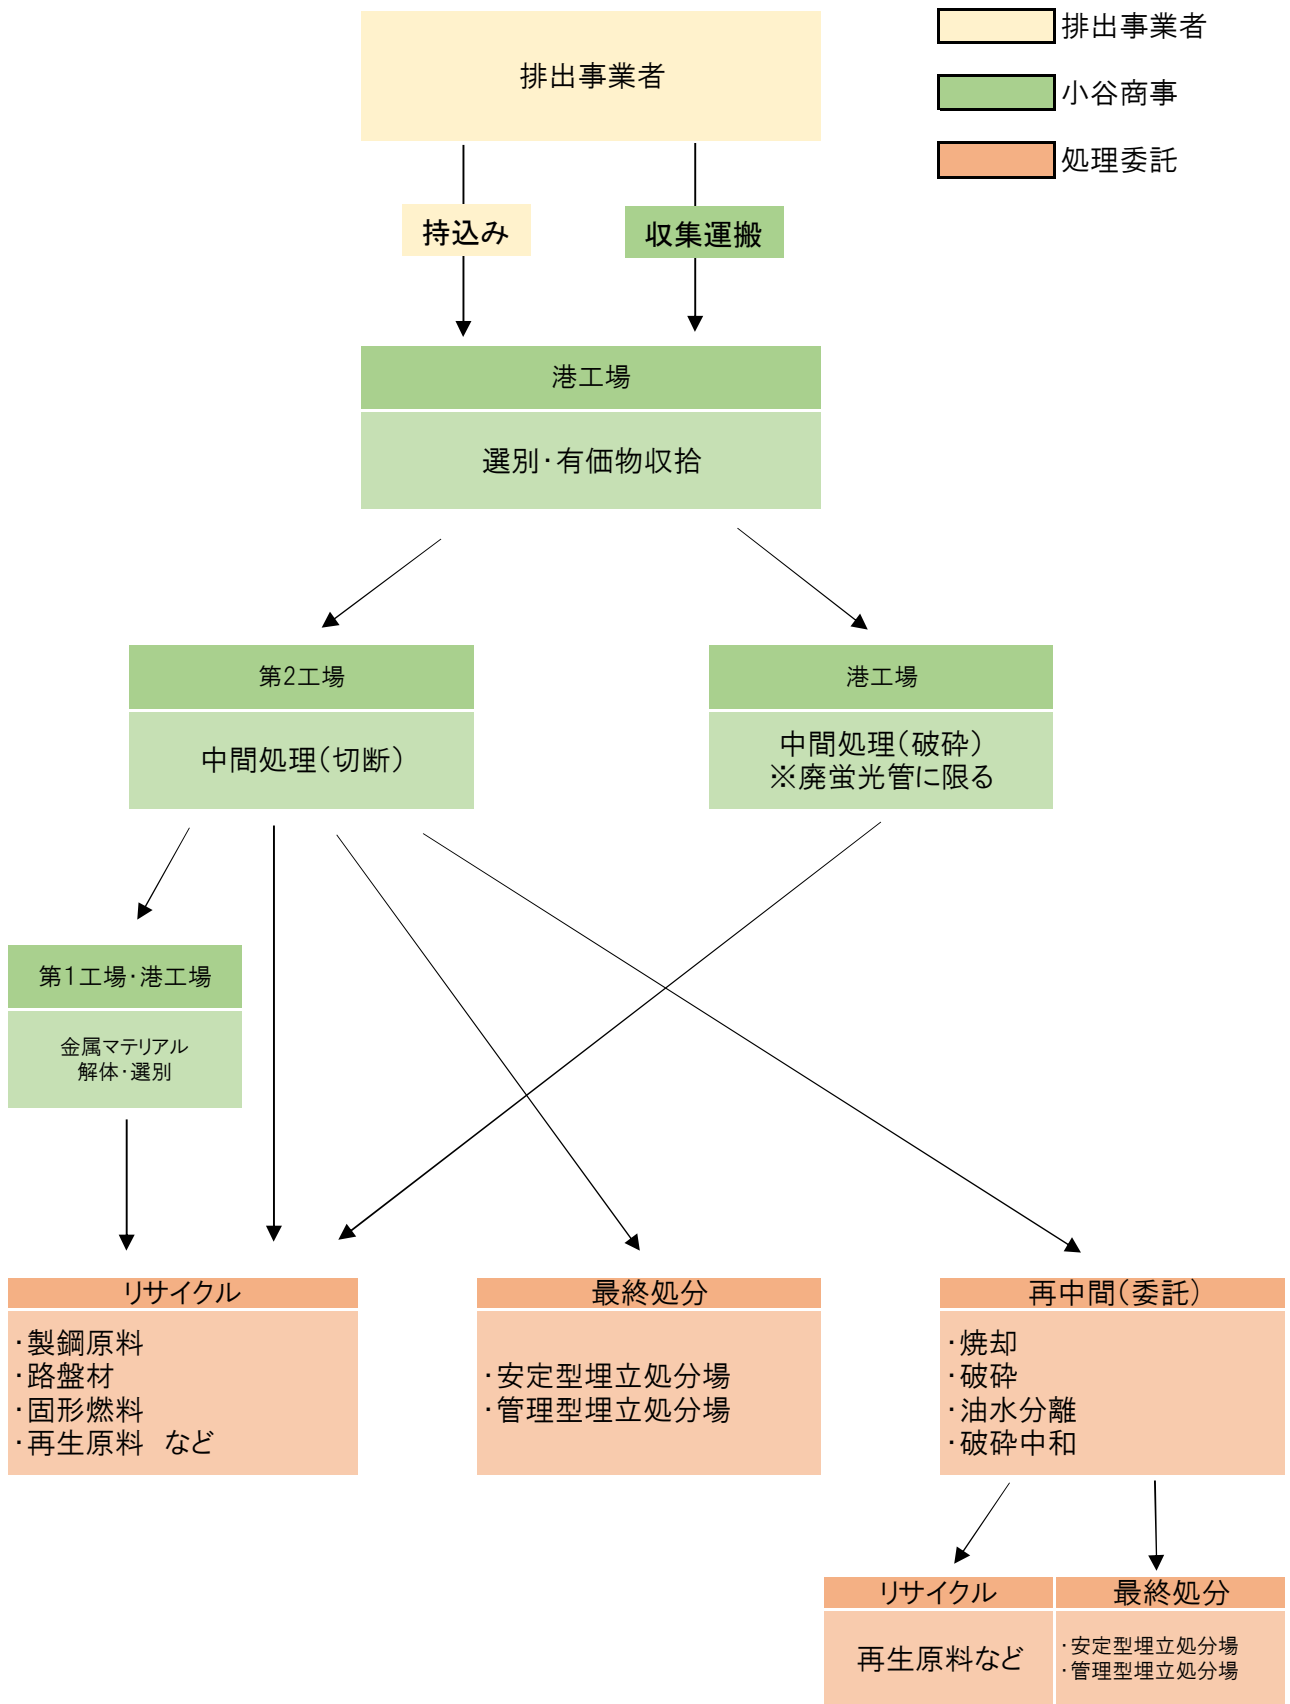 排出事業者
小谷商事
処理委託
排出事業者
持込み
収集運搬
港工場
選別・有価物収拾
第2工場
中間処理(切断)
港工場
中間処理(破砕)
※廃蛍光管に限る
第1工場・港工場
金属マテリアル
解体・選別
リサイクル
・製鋼原料
・路盤材
・固形燃料
・再生原料　など
最終処分
・安定型埋立処分場
・管理型埋立処分場
再中間(委託)
・焼却
・破砕
・油水分離
・破砕中和
リサイクル
再生原料など
最終処分
・安定型埋立処分場
・管理型埋立処分場